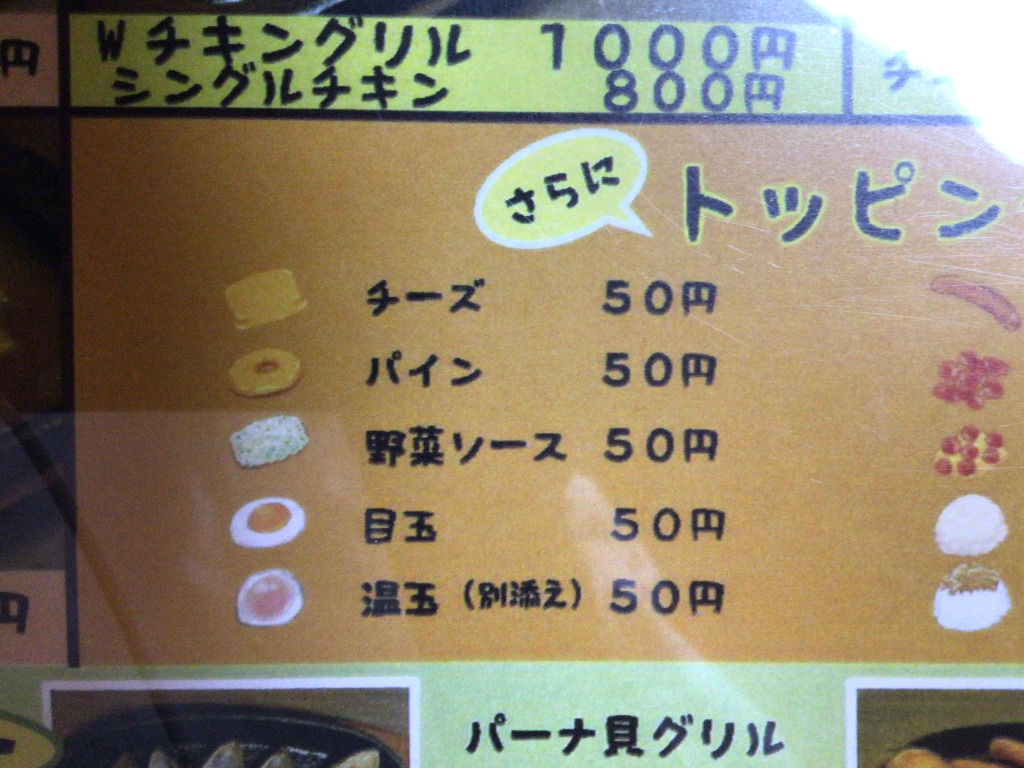 円
Wチキングリル 1000円
シングルチキン 800円
チ
さらに
トッピン
チーズ 50円
パイン 50円
野菜ソース 50円
目玉 50円
温玉(別添え) 50円
円
パーナ貝グリル